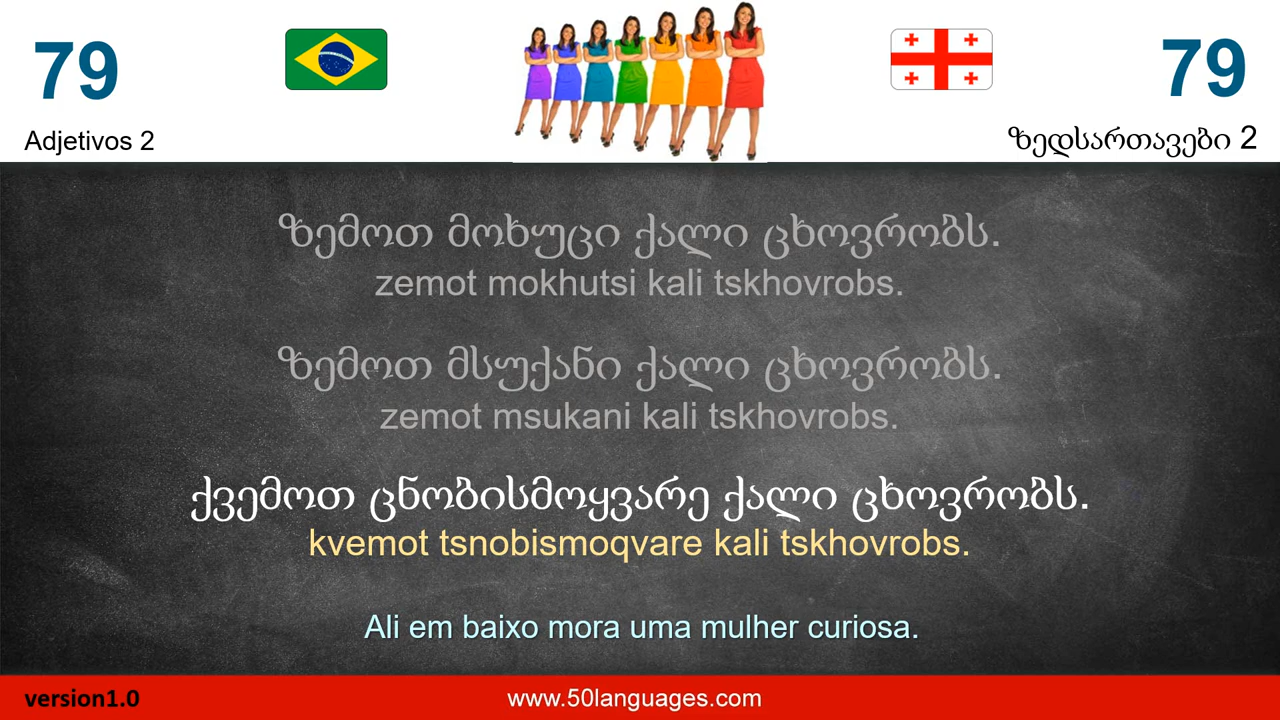 79
79
Adjetivos 2
ზედსართავები 2
ზემოთ მოხუცი ქალი ცხოვრობს.
zemot mokhutsi kali tskhovrobs.
ზემოთ მსუქანი ქალი ცხოვრობს.
zemot msukani kali tskhovrobs.
ქვემოთ ცნობისმოყვარე ქალი ცხოვრობს.
kvemot tsnobismoqvare kali tskhovrobs.
Ali em baixo mora uma mulher curiosa.
version1.0
www.50languages.com